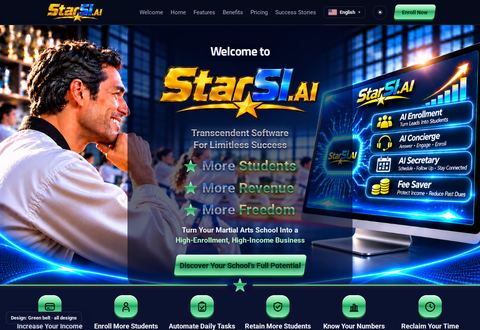 StarSI.AI
Welcome
Home
Features
Benefits
Pricing
Success Stories
English
Enroll Now
Welcome to
StarSI.AI
Transcendent Software
For Limitless Success
More Students
More Revenue
More Freedom
Turn Your Martial Arts School Into a
High-Enrollment, High-Income Business
Discover Your School's Full Potential
StarSI.AI
StarSI.AI
AI Enrollment
Turn Leads Into Students
AI Concierge
Answer • Engage • Enroll
AI Secretary
Schedule • Follow Up • Stay Connected
Fee Saver
Protect Income • Reduce Past Dues
Design: Green belt · all designs
Increase Your Income
Enroll More Students
Automate Daily Tasks
Retain More Students
Know Your Numbers
Reclaim Your Time